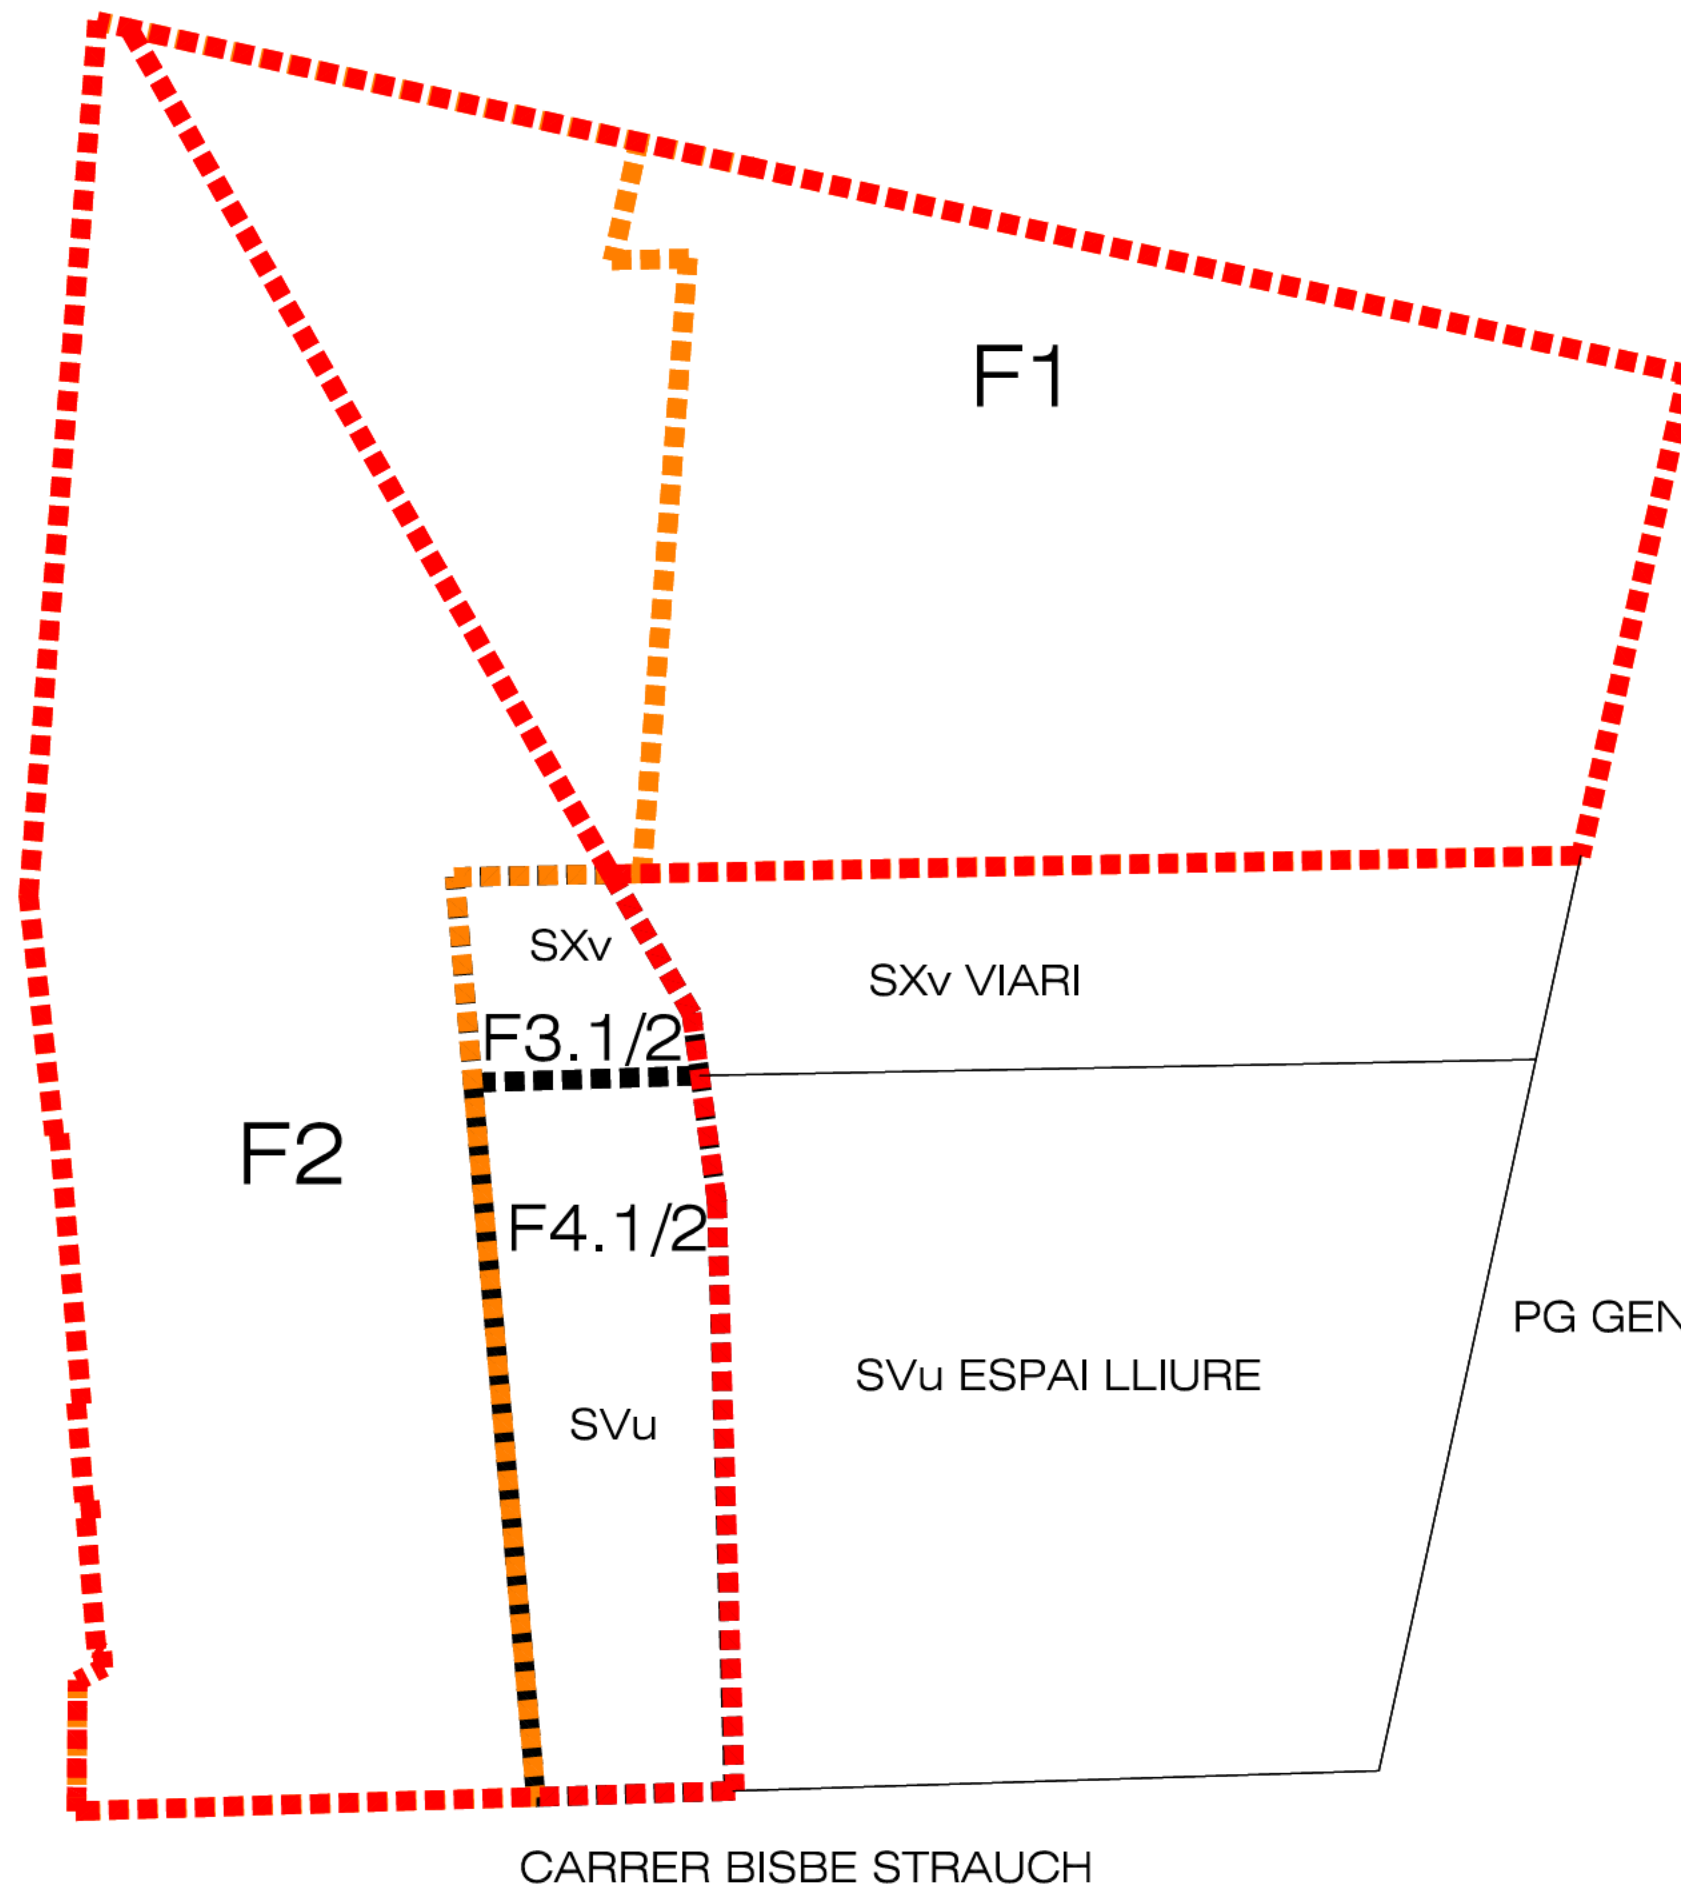 F1
SXv
SXv VIARI
F3.1/2
F2
F4.1/2
PG GEN
SVu ESPAI LLIURE
SVu
CARRER BISBE STRAUCH